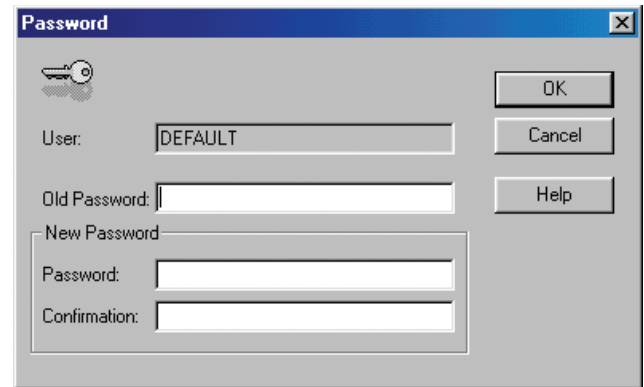 Password
OK
User: DEFAULT
Cancel
Old Password:
Help
New Password
Password:
Confirmation: